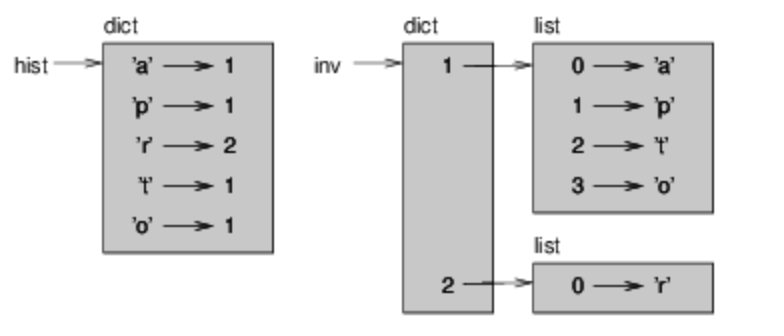 dict
hist
'a' 1
'p' 1
'r' 2
't' 1
'o' 1
dict
inv
1
2
list
0 'a'
1 'p'
2 't'
3 'o'
list
0 'r'